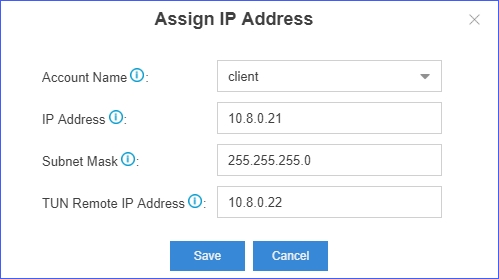 Assign IP Address
Account Name: client
IP Address: 10.8.0.21
Subnet Mask: 255.255.255.0
TUN Remote IP Address: 10.8.0.22
Save Cancel